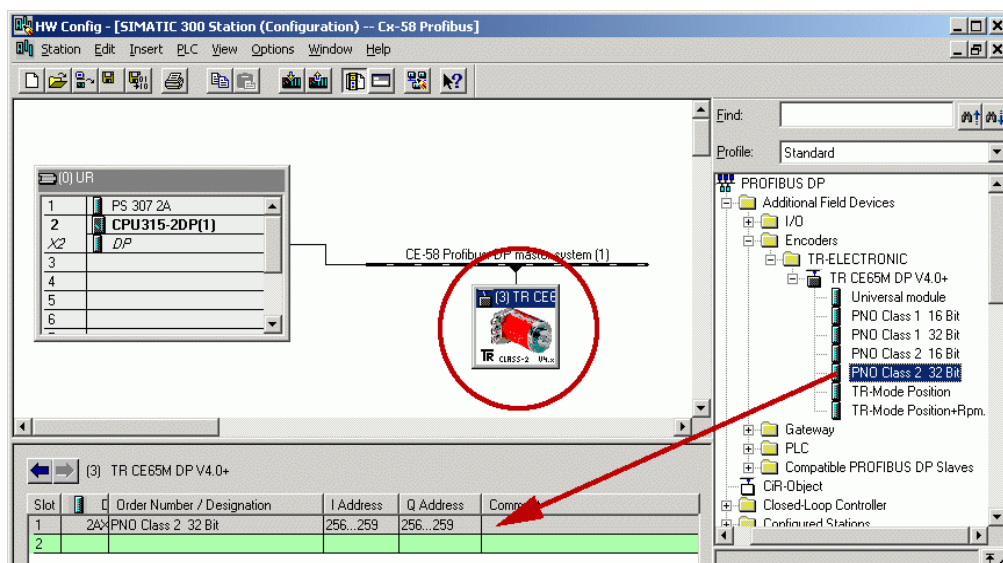 HW Config - [SIMATIC 300 Station (Configuration) -- Cx-58 Profibus]
Station Edit Insert PLC View Options Window Help
(0) UR
1 PS 307 2A
2 CPU315-2DP(1)
X2 DP
3
4
5
6
CE-58 Profibus: DP master system (1)
(3) TR CE6
TR CLASS-2 V4.x
Find:
Profile: Standard
PROFIBUS DP
Additional Field Devices
I/O
Encoders
TR-ELECTRONIC
TR CE65M DP V4.0+
Universal module
PNO Class 1 16 Bit
PNO Class 1 32 Bit
PNO Class 2 16 Bit
PNO Class 2 32 Bit
TR-Mode Position
TR-Mode Position+Rpm.
Gateway
PLC
Compatible PROFIBUS DP Slaves
CiR-Object
Closed-Loop Controller
Configured Stations
(3) TR CE65M DP V4.0+
Slot Order Number / Designation I Address Q Address
1 2AX PNO Class 2 32 Bit 256...259 256...259
2